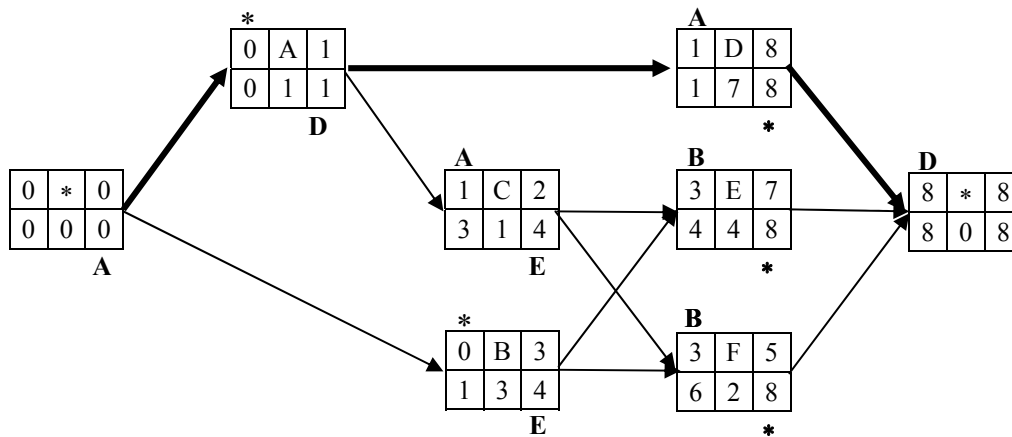 *
0 A 1
0 1 1
D
A
1 D 8
1 7 8
*
0 * 0
0 0 0
A
A
1 C 2
3 1 4
E
B
3 E 7
4 4 8
*
D
8 * 8
8 0 8
*
0 B 3
1 3 4
E
B
3 F 5
6 2 8
*